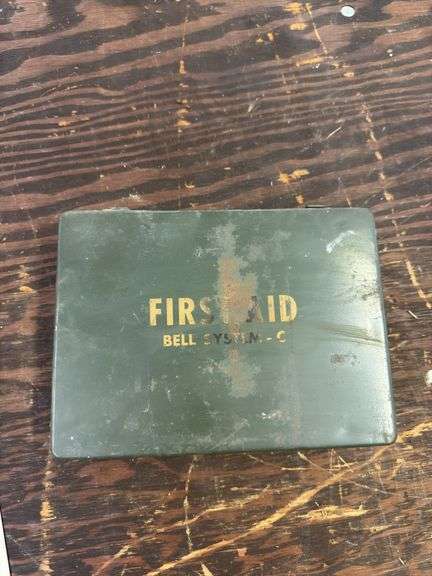 FIRST AID
BELL SYSTEM - C